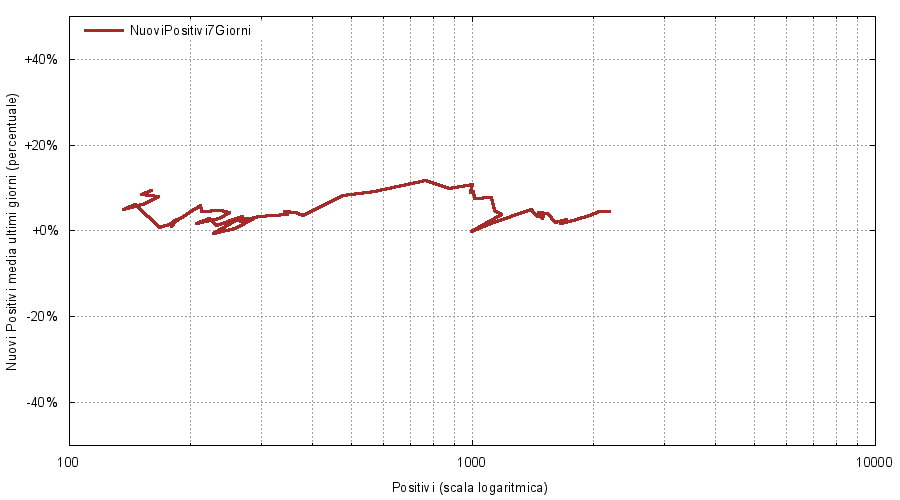 NuoviPositivi7Giorni
+40%
+20%
+0%
-20%
-40%
Nuovi Positivi media ultimi giorni (percentuale)
100
1000
10000
Positivi (scala logaritmica)